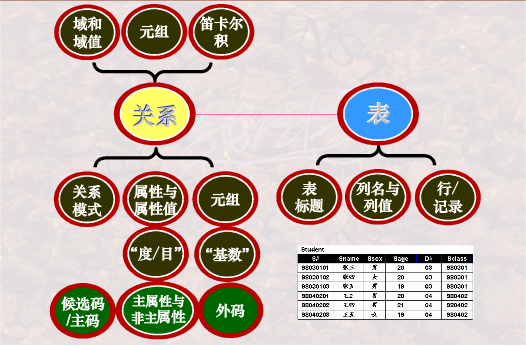 域和
域值
元组
笛卡尔
积
关系
表
关系
模式
属性与
属性值
元组
表
标题
列名与
列值
行/
记录
“度/目”
“基数”
候选码
/主码
主属性与
非主属性
外码
Student
S# Sname Ssex Sage D# Sclass
98030101 张三 男 20 03 980301
98030102 张四 女 20 03 980301
98030103 张五 男 19 03 980301
98040201 王三 男 20 04 980402
98040202 王四 男 21 04 980402
98040203 王五 女 19 04 980402